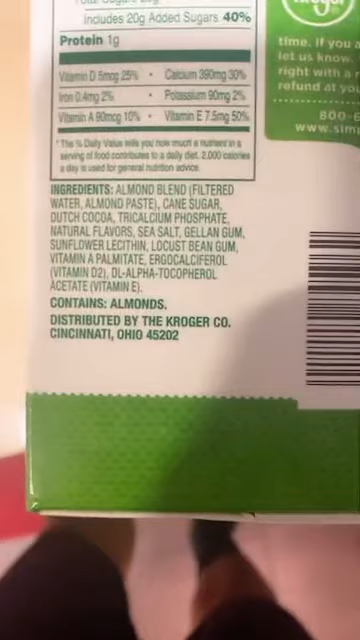 Includes 20g Added Sugars 40%
Protein 1g
Vitamin D 5mcg 25% • Calcium 390mg 30%
Iron 0.4mg 2% • Potassium 90mg 2%
Vitamin A 90mcg 10% • Vitamin E 7.5mg 50%
* The % Daily Value tells you how much a nutrient in a
serving of food contributes to a daily diet. 2,000 calories
a day is used for general nutrition advice.
INGREDIENTS: ALMOND BLEND (FILTERED
WATER, ALMOND PASTE), CANE SUGAR,
DUTCH COCOA, TRICALCIUM PHOSPHATE,
NATURAL FLAVORS, SEA SALT, GELLAN GUM,
SUNFLOWER LECITHIN, LOCUST BEAN GUM,
VITAMIN A PALMITATE, ERGOCALCIFEROL
(VITAMIN D2), DL-ALPHA-TOCOPHEROL
ACETATE (VITAMIN E).
CONTAINS: ALMONDS.
DISTRIBUTED BY THE KROGER CO.
CINCINNATI, OHIO 45202
time. If you
let us know.
right with a
refund at you
800-6
www.sim